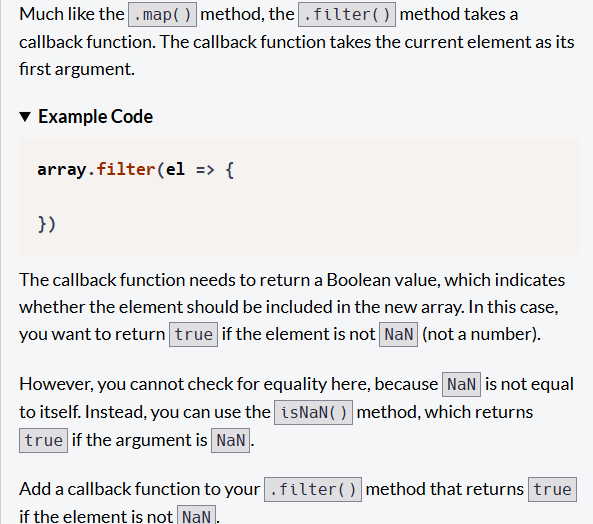 Much like the .map() method, the .filter() method takes a
callback function. The callback function takes the current element as its
first argument.
▼ Example Code
array.filter(el => {
})
The callback function needs to return a Boolean value, which indicates
whether the element should be included in the new array. In this case,
you want to return true if the element is not NaN (not a number).
However, you cannot check for equality here, because NaN is not equal
to itself. Instead, you can use the isNaN() method, which returns
true if the argument is NaN.
Add a callback function to your .filter() method that returns true
if the element is not NaN.